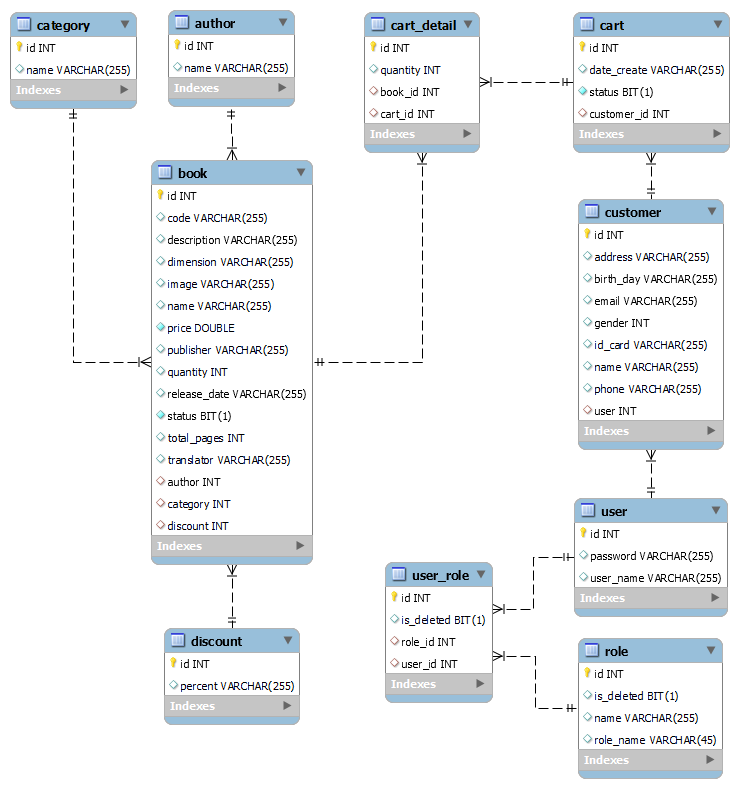 category
id INT
name VARCHAR(255)
Indexes
author
id INT
name VARCHAR(255)
Indexes
cart_detail
id INT
quantity INT
book_id INT
cart_id INT
Indexes
cart
id INT
date_create VARCHAR(255)
status BIT(1)
customer_id INT
Indexes
book
id INT
code VARCHAR(255)
description VARCHAR(255)
dimension VARCHAR(255)
image VARCHAR(255)
name VARCHAR(255)
price DOUBLE
publisher VARCHAR(255)
quantity INT
release_date VARCHAR(255)
status BIT(1)
total_pages INT
translator VARCHAR(255)
author INT
category INT
discount INT
Indexes
customer
id INT
address VARCHAR(255)
birth_day VARCHAR(255)
email VARCHAR(255)
gender INT
id_card VARCHAR(255)
name VARCHAR(255)
phone VARCHAR(255)
user INT
Indexes
user
id INT
password VARCHAR(255)
user_name VARCHAR(255)
Indexes
user_role
id INT
is_deleted BIT(1)
role_id INT
user_id INT
Indexes
discount
id INT
percent VARCHAR(255)
Indexes
role
id INT
is_deleted BIT(1)
name VARCHAR(255)
role_name VARCHAR(45)
Indexes